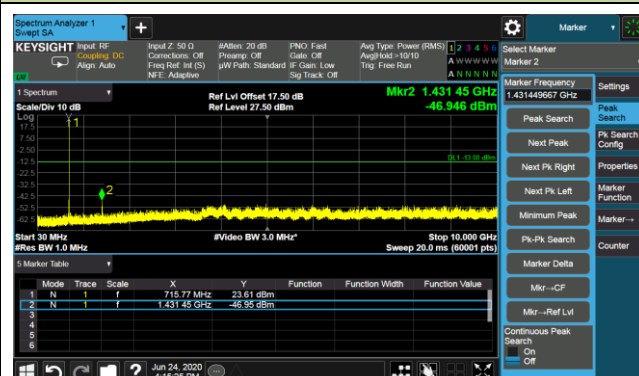 Spectrum Analyzer 1
Swept SA
+
Marker
KEYSIGHT
Input: RF
Coupling: DC
Align: Auto
Input Z: 50 Ω
Corrections: Off
Freq Ref: Int (S)
NFE: Adaptive
#Atten: 20 dB
Preamp: Off
µW Path: Standard
PNO: Fast
Gate: Off
IF Gain: Low
Sig Track: Off
Avg Type: Power (RMS)
Avg|Hold:>10/10
Trig: Free Run
1 2 3 4 5 6
A W W W W W
A N N N N N
Select Marker
Marker 2
Marker Frequency
1.431449667 GHz
Settings
Peak Search
Next Peak
Next Pk Right
Next Pk Left
Minimum Peak
Pk-Pk Search
Marker Delta
Mkr→CF
Mkr→Ref Lvl
Continuous Peak
Search
On
Off
Peak
Search
Pk Search
Config
Properties
Marker
Function
Marker→
Counter
1 Spectrum
Scale/Div 10 dB
Ref Lvl Offset 17.50 dB
Ref Level 27.50 dBm
Mkr2 1.431 45 GHz
-46.946 dBm
Log
17.5
7.50
-2.50
-12.5
-22.5
-32.5
-42.5
-52.5
-62.5
1
2
DL1 -13.00 dBm
Start 30 MHz
#Res BW 1.0 MHz
#Video BW 3.0 MHz*
Stop 10.000 GHz
Sweep 20.0 ms (60001 pts)
5 Marker Table
Mode Trace Scale X Y Function Function Width Function Value
1 N 1 f 715.77 MHz 23.61 dBm
2 N 1 f 1.431 45 GHz -46.95 dBm
3
4
5
6
?
Jun 24, 2020